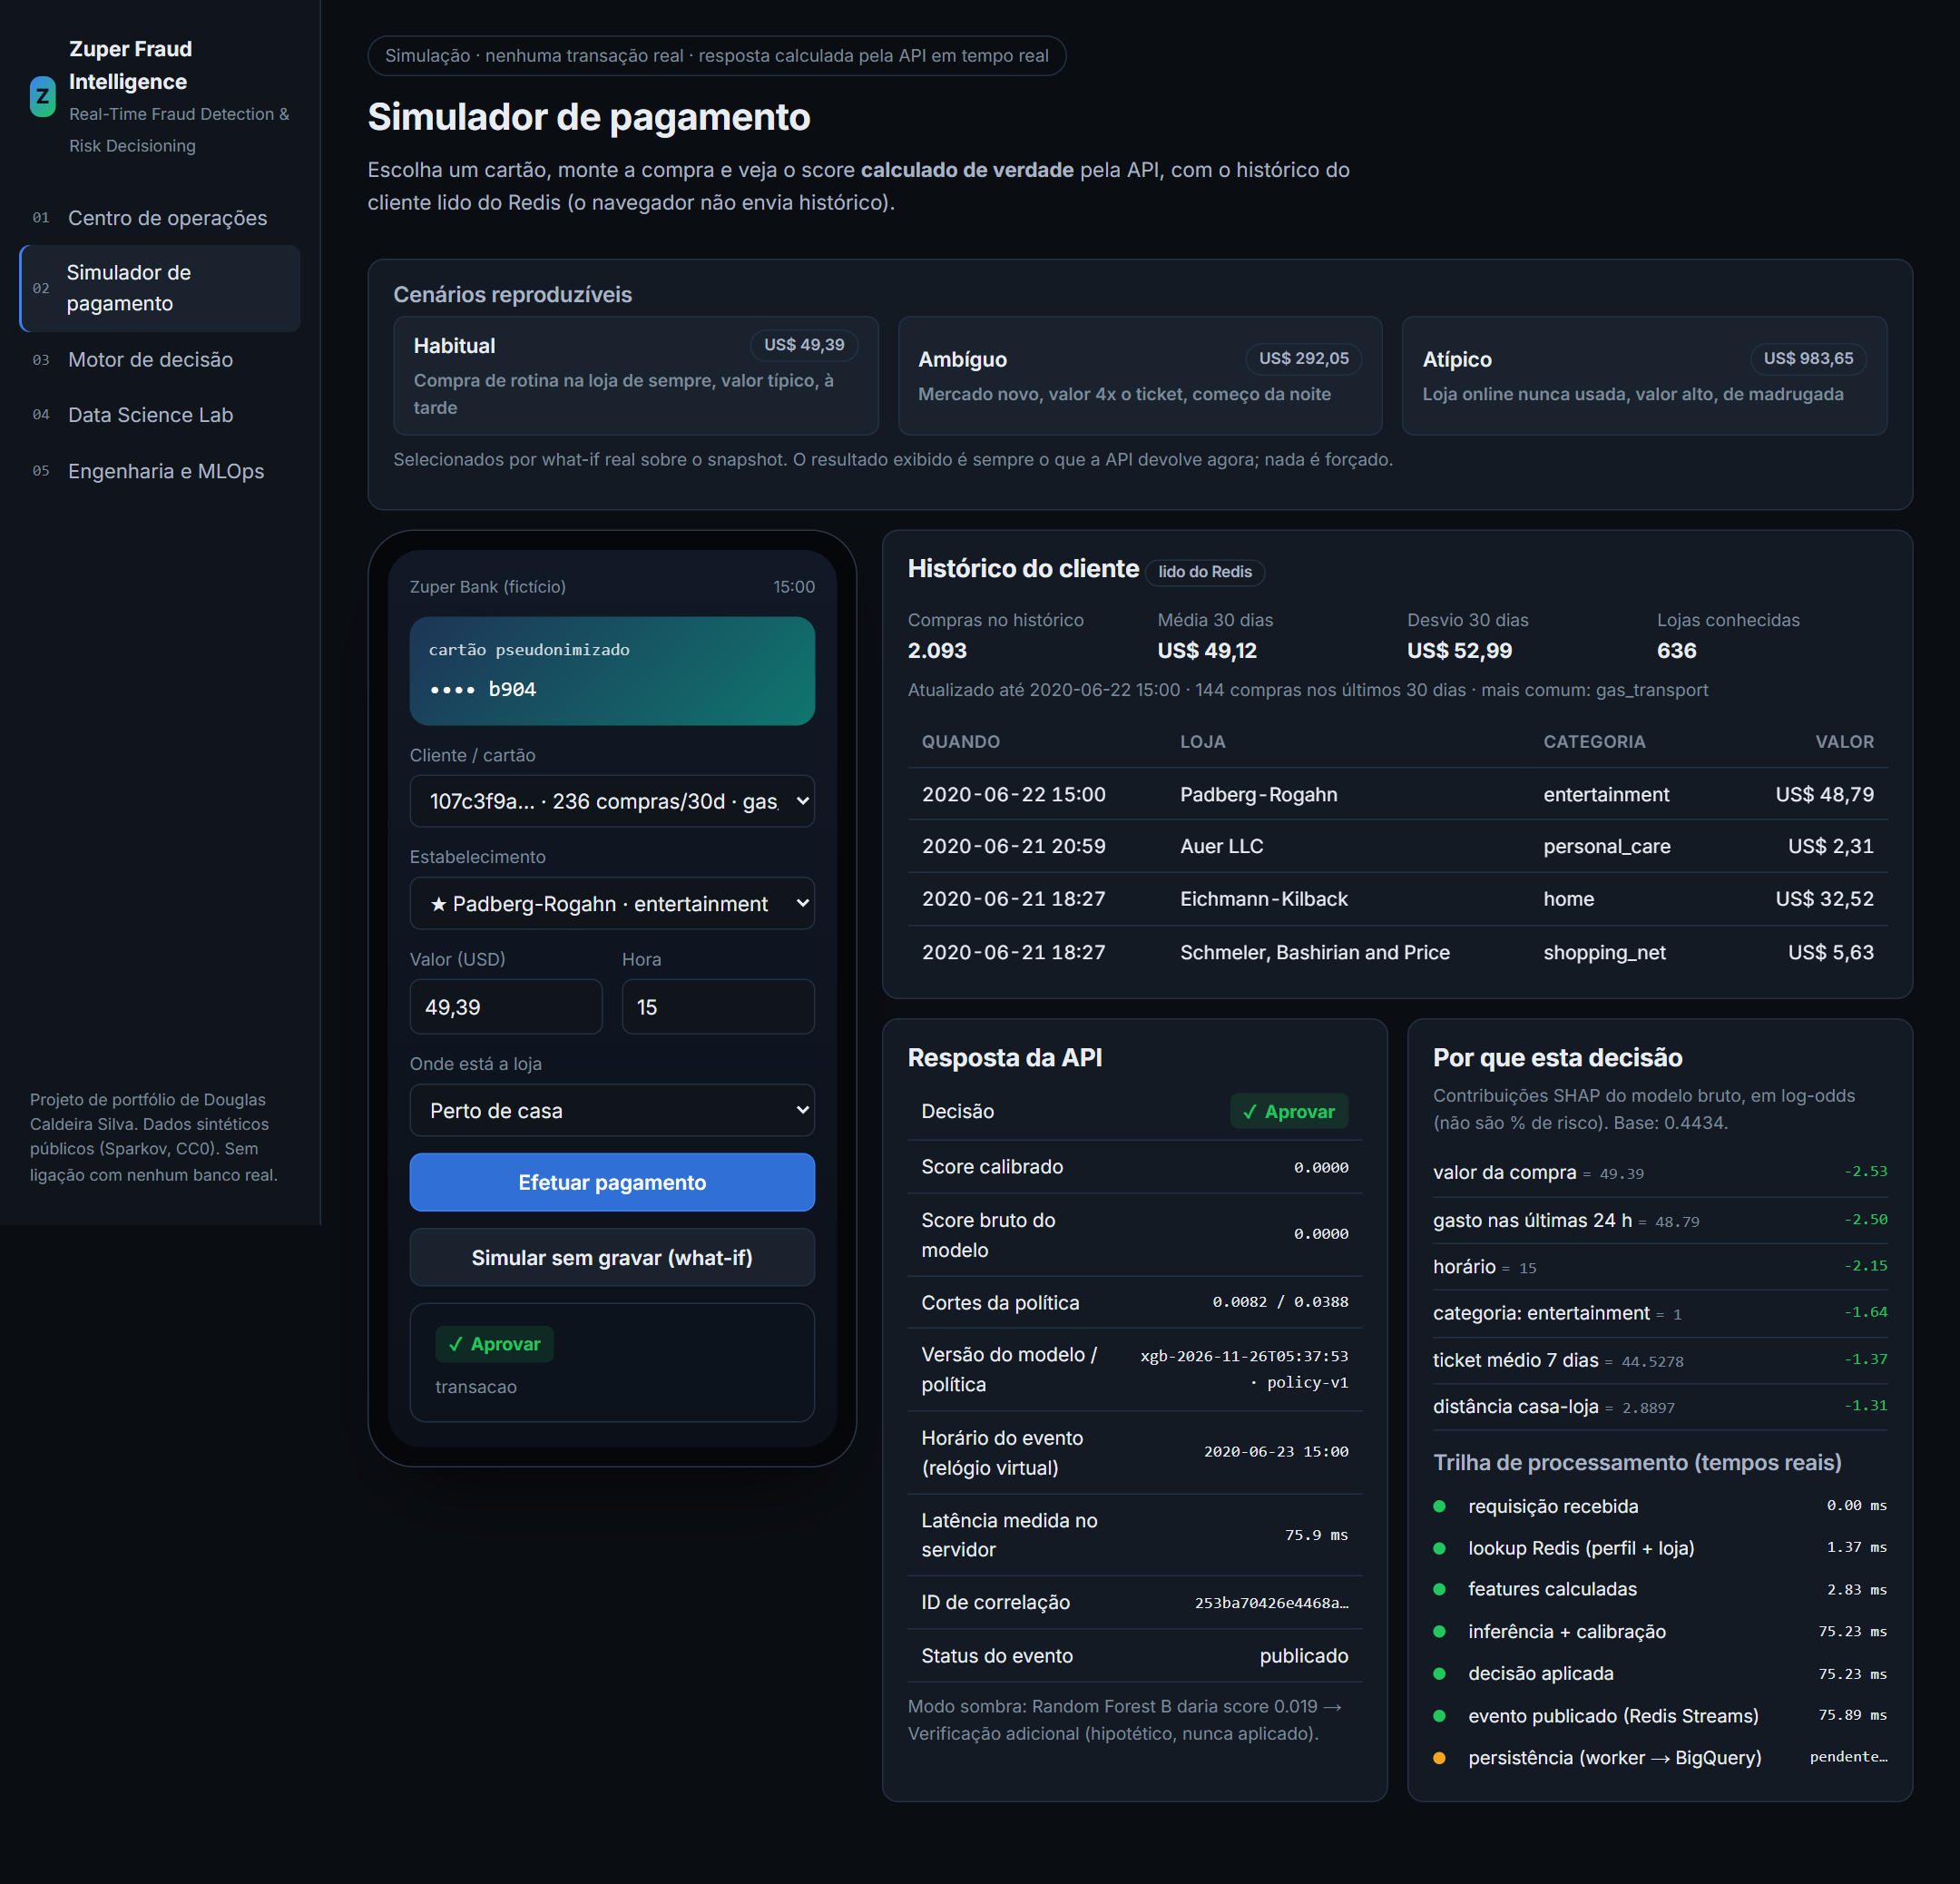 Z
Zuper Fraud
Intelligence
Real-Time Fraud Detection &
Risk Decisioning
01 Centro de operações
02 Simulador de
pagamento
03 Motor de decisão
04 Data Science Lab
05 Engenharia e MLOps
Projeto de portfólio de Douglas
Caldeira Silva. Dados sintéticos
públicos (Sparkov, CC0). Sem
ligação com nenhum banco real.
Simulação · nenhuma transação real · resposta calculada pela API em tempo real
Simulador de pagamento
Escolha um cartão, monte a compra e veja o score calculado de verdade pela API, com o histórico do
cliente lido do Redis (o navegador não envia histórico).
Cenários reproduzíveis
Habitual US$ 49,39
Compra de rotina na loja de sempre, valor típico, à
tarde
Ambíguo US$ 292,05
Mercado novo, valor 4x o ticket, começo da noite
Atípico US$ 983,65
Loja online nunca usada, valor alto, de madrugada
Selecionados por what-if real sobre o snapshot. O resultado exibido é sempre o que a API devolve agora; nada é forçado.
Zuper Bank (fictício) 15:00
cartão pseudonimizado
•••• b904
Cliente / cartão
107c3f9a… · 236 compras/30d · gas_
Estabelecimento
★ Padberg-Rogahn · entertainment
Valor (USD) Hora
49,39 15
Onde está a loja
Perto de casa
Efetuar pagamento
Simular sem gravar (what-if)
✓ Aprovar
transacao
Histórico do cliente lido do Redis
Compras no histórico Média 30 dias Desvio 30 dias Lojas conhecidas
2.093 US$ 49,12 US$ 52,99 636
Atualizado até 2020-06-22 15:00 · 144 compras nos últimos 30 dias · mais comum: gas_transport
QUANDO LOJA CATEGORIA VALOR
2020-06-22 15:00 Padberg-Rogahn entertainment US$ 48,79
2020-06-21 20:59 Auer LLC personal_care US$ 2,31
2020-06-21 18:27 Eichmann-Kilback home US$ 32,52
2020-06-21 18:27 Schmeler, Bashirian and Price shopping_net US$ 5,63
Resposta da API
Decisão ✓ Aprovar
Score calibrado 0.0000
Score bruto do
modelo 0.0000
Cortes da política 0.0082 / 0.0388
Versão do modelo / xgb-2026-11-26T05:37:53
política · policy-v1
Horário do evento
(relógio virtual) 2020-06-23 15:00
Latência medida no
servidor 75.9 ms
ID de correlação 253ba70426e4468a…
Status do evento publicado
Modo sombra: Random Forest B daria score 0.019 →
Verificação adicional (hipotético, nunca aplicado).
Por que esta decisão
Contribuições SHAP do modelo bruto, em log-odds
(não são % de risco). Base: 0.4434.
valor da compra = 49.39 -2.53
gasto nas últimas 24 h = 48.79 -2.50
horário = 15 -2.15
categoria: entertainment = 1 -1.64
ticket médio 7 dias = 44.5278 -1.37
distância casa-loja = 2.8897 -1.31
Trilha de processamento (tempos reais)
requisição recebida 0.00 ms
lookup Redis (perfil + loja) 1.37 ms
features calculadas 2.83 ms
inferência + calibração 75.23 ms
decisão aplicada 75.23 ms
evento publicado (Redis Streams) 75.89 ms
persistência (worker → BigQuery) pendente…